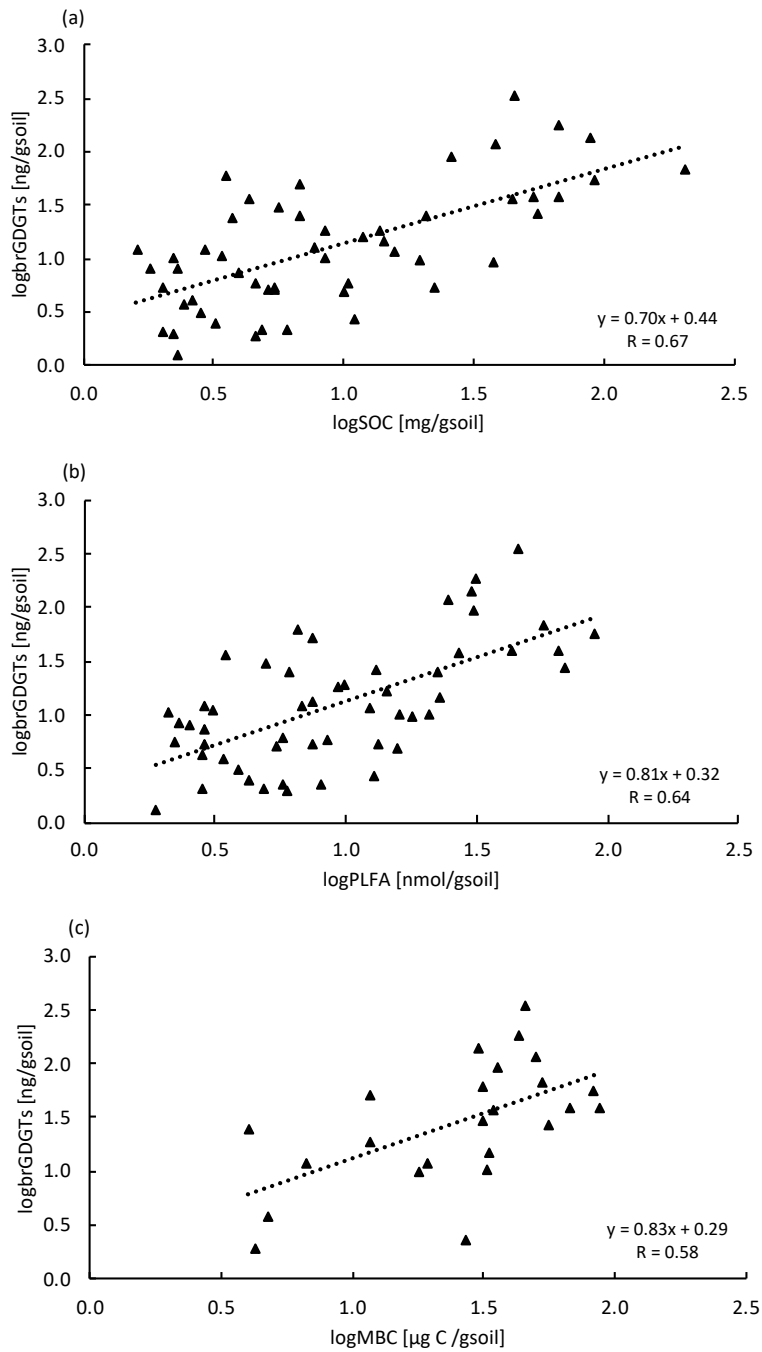 (a)
3.0
2.5
2.0
1.5
1.0
0.5
0.0
logbrGDGTs [ng/gsoil]
y = 0.70x + 0.44
R = 0.67
0.0 0.5 1.0 1.5 2.0 2.5
logSOC [mg/gsoil]
(b)
3.0
2.5
2.0
1.5
1.0
0.5
0.0
logbrGDGTs [ng/gsoil]
y = 0.81x + 0.32
R = 0.64
0.5 1.0 1.5 2.0 2.5
logPLFA [nmol/gsoil]
(c)
3.0
2.5
2.0
1.5
1.0
0.5
0.0
logbrGDGTs [ng/gsoil]
y = 0.83x + 0.29
R = 0.58
0.0 0.5 1.0 1.5 2.0 2.5
logMBC [µg C /gsoil]